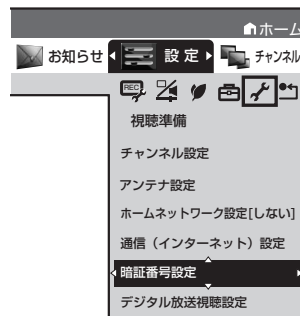 ホーム
お知らせ 設定 チャンネル
REC
視聴準備
チャンネル設定
アンテナ設定
ホームネットワーク設定[しない]
通信(インターネット)設定
暗証番号設定
デジタル放送視聴設定